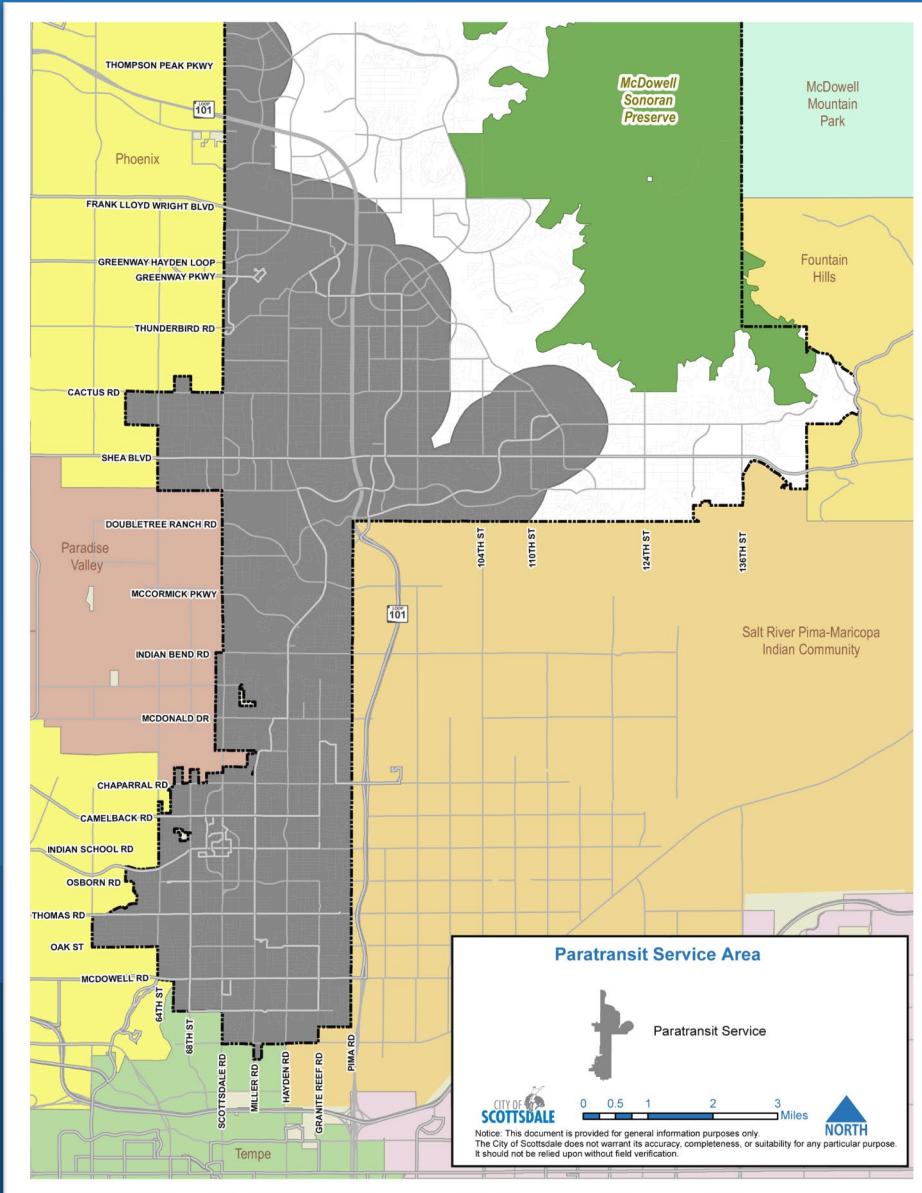 THOMPSON PEAK PKWY
LOOP
101
McDowell
Sonoran
Preserve
McDowell
Mountain
Park
Phoenix
FRANK LLOYD WRIGHT BLVD
GREENWAY HAYDEN LOOP
GREENWAY PKWY
Fountain
Hills
THUNDERBIRD RD
CACTUS RD
SHEA BLVD
DOUBLETREE RANCH RD
104TH ST
110TH ST
124TH ST
136TH ST
Paradise
Valley
MCCORMICK PKWY
LOOP
101
Salt River Pima-Maricopa
Indian Community
INDIAN BEND RD
MCDONALD DR
CHAPARRAL RD
CAMELBACK RD
INDIAN SCHOOL RD
OSBORN RD
THOMAS RD
OAK ST
MCDOWELL RD
64TH ST
68TH ST
SCOTTSDALE RD
MILLER RD
HAYDEN RD
GRANITE REEF RD
PIMA RD
Tempe
Paratransit Service Area
Paratransit Service
CITY OF
SCOTTSDALE
0 0.5 1 2 3
Miles
NORTH
Notice: This document is provided for general information purposes only.
The City of Scottsdale does not warrant its accuracy, completeness, or suitability for any particular purpose.
It should not be relied upon without field verification.